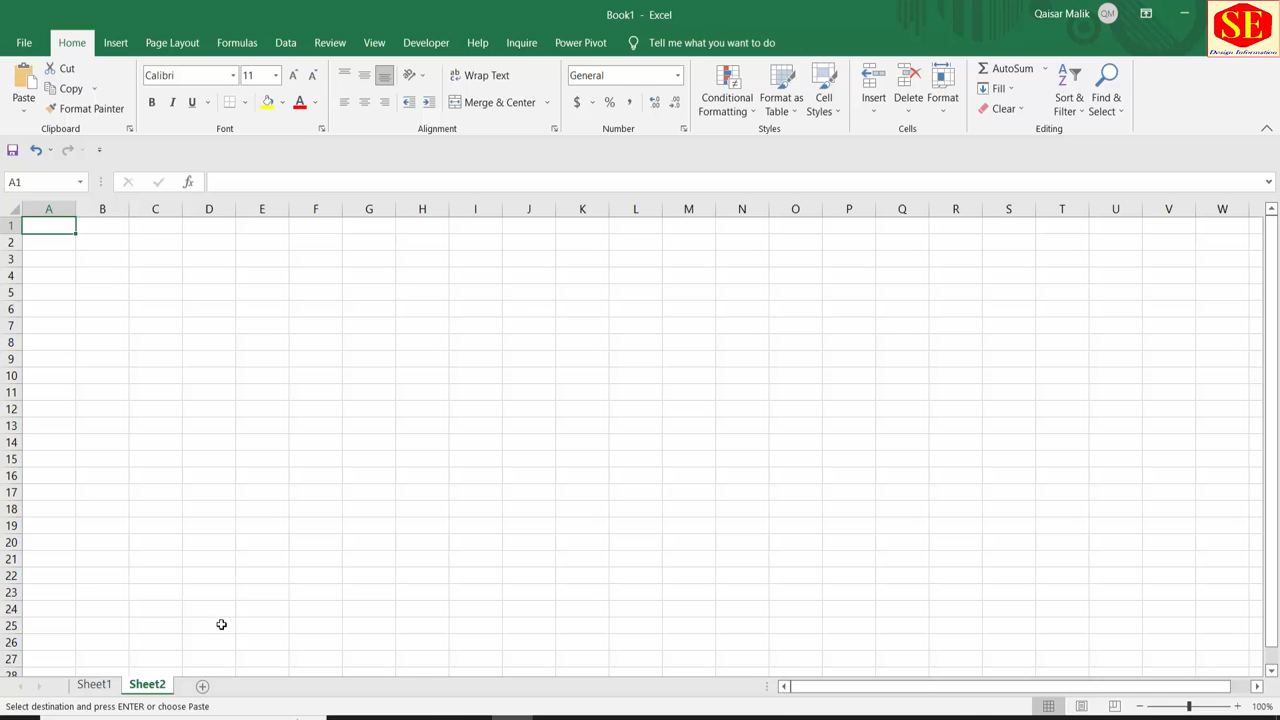 Book1 - Excel
Qaisar Malik QM
SE
Design Information
File Home Insert Page Layout Formulas Data Review View Developer Help Inquire Power Pivot Tell me what you want to do
Paste
Cut
Copy
Format Painter
Clipboard
Calibri 11
B I U
Font
Wrap Text
Merge & Center
Alignment
General
$ % ,
Number
Conditional Formatting
Format as Table
Cell Styles
Styles
Insert Delete Format
Cells
AutoSum
Fill
Clear
Sort & Filter
Find & Select
Editing
A1 fx
A B C D E F G H I J K L M N O P Q R S T U V W
1
2
3
4
5
6
7
8
9
10
11
12
13
14
15
16
17
18
19
20
21
22
23
24
25
26
27
28
Sheet1 Sheet2
Select destination and press ENTER or choose Paste
100%